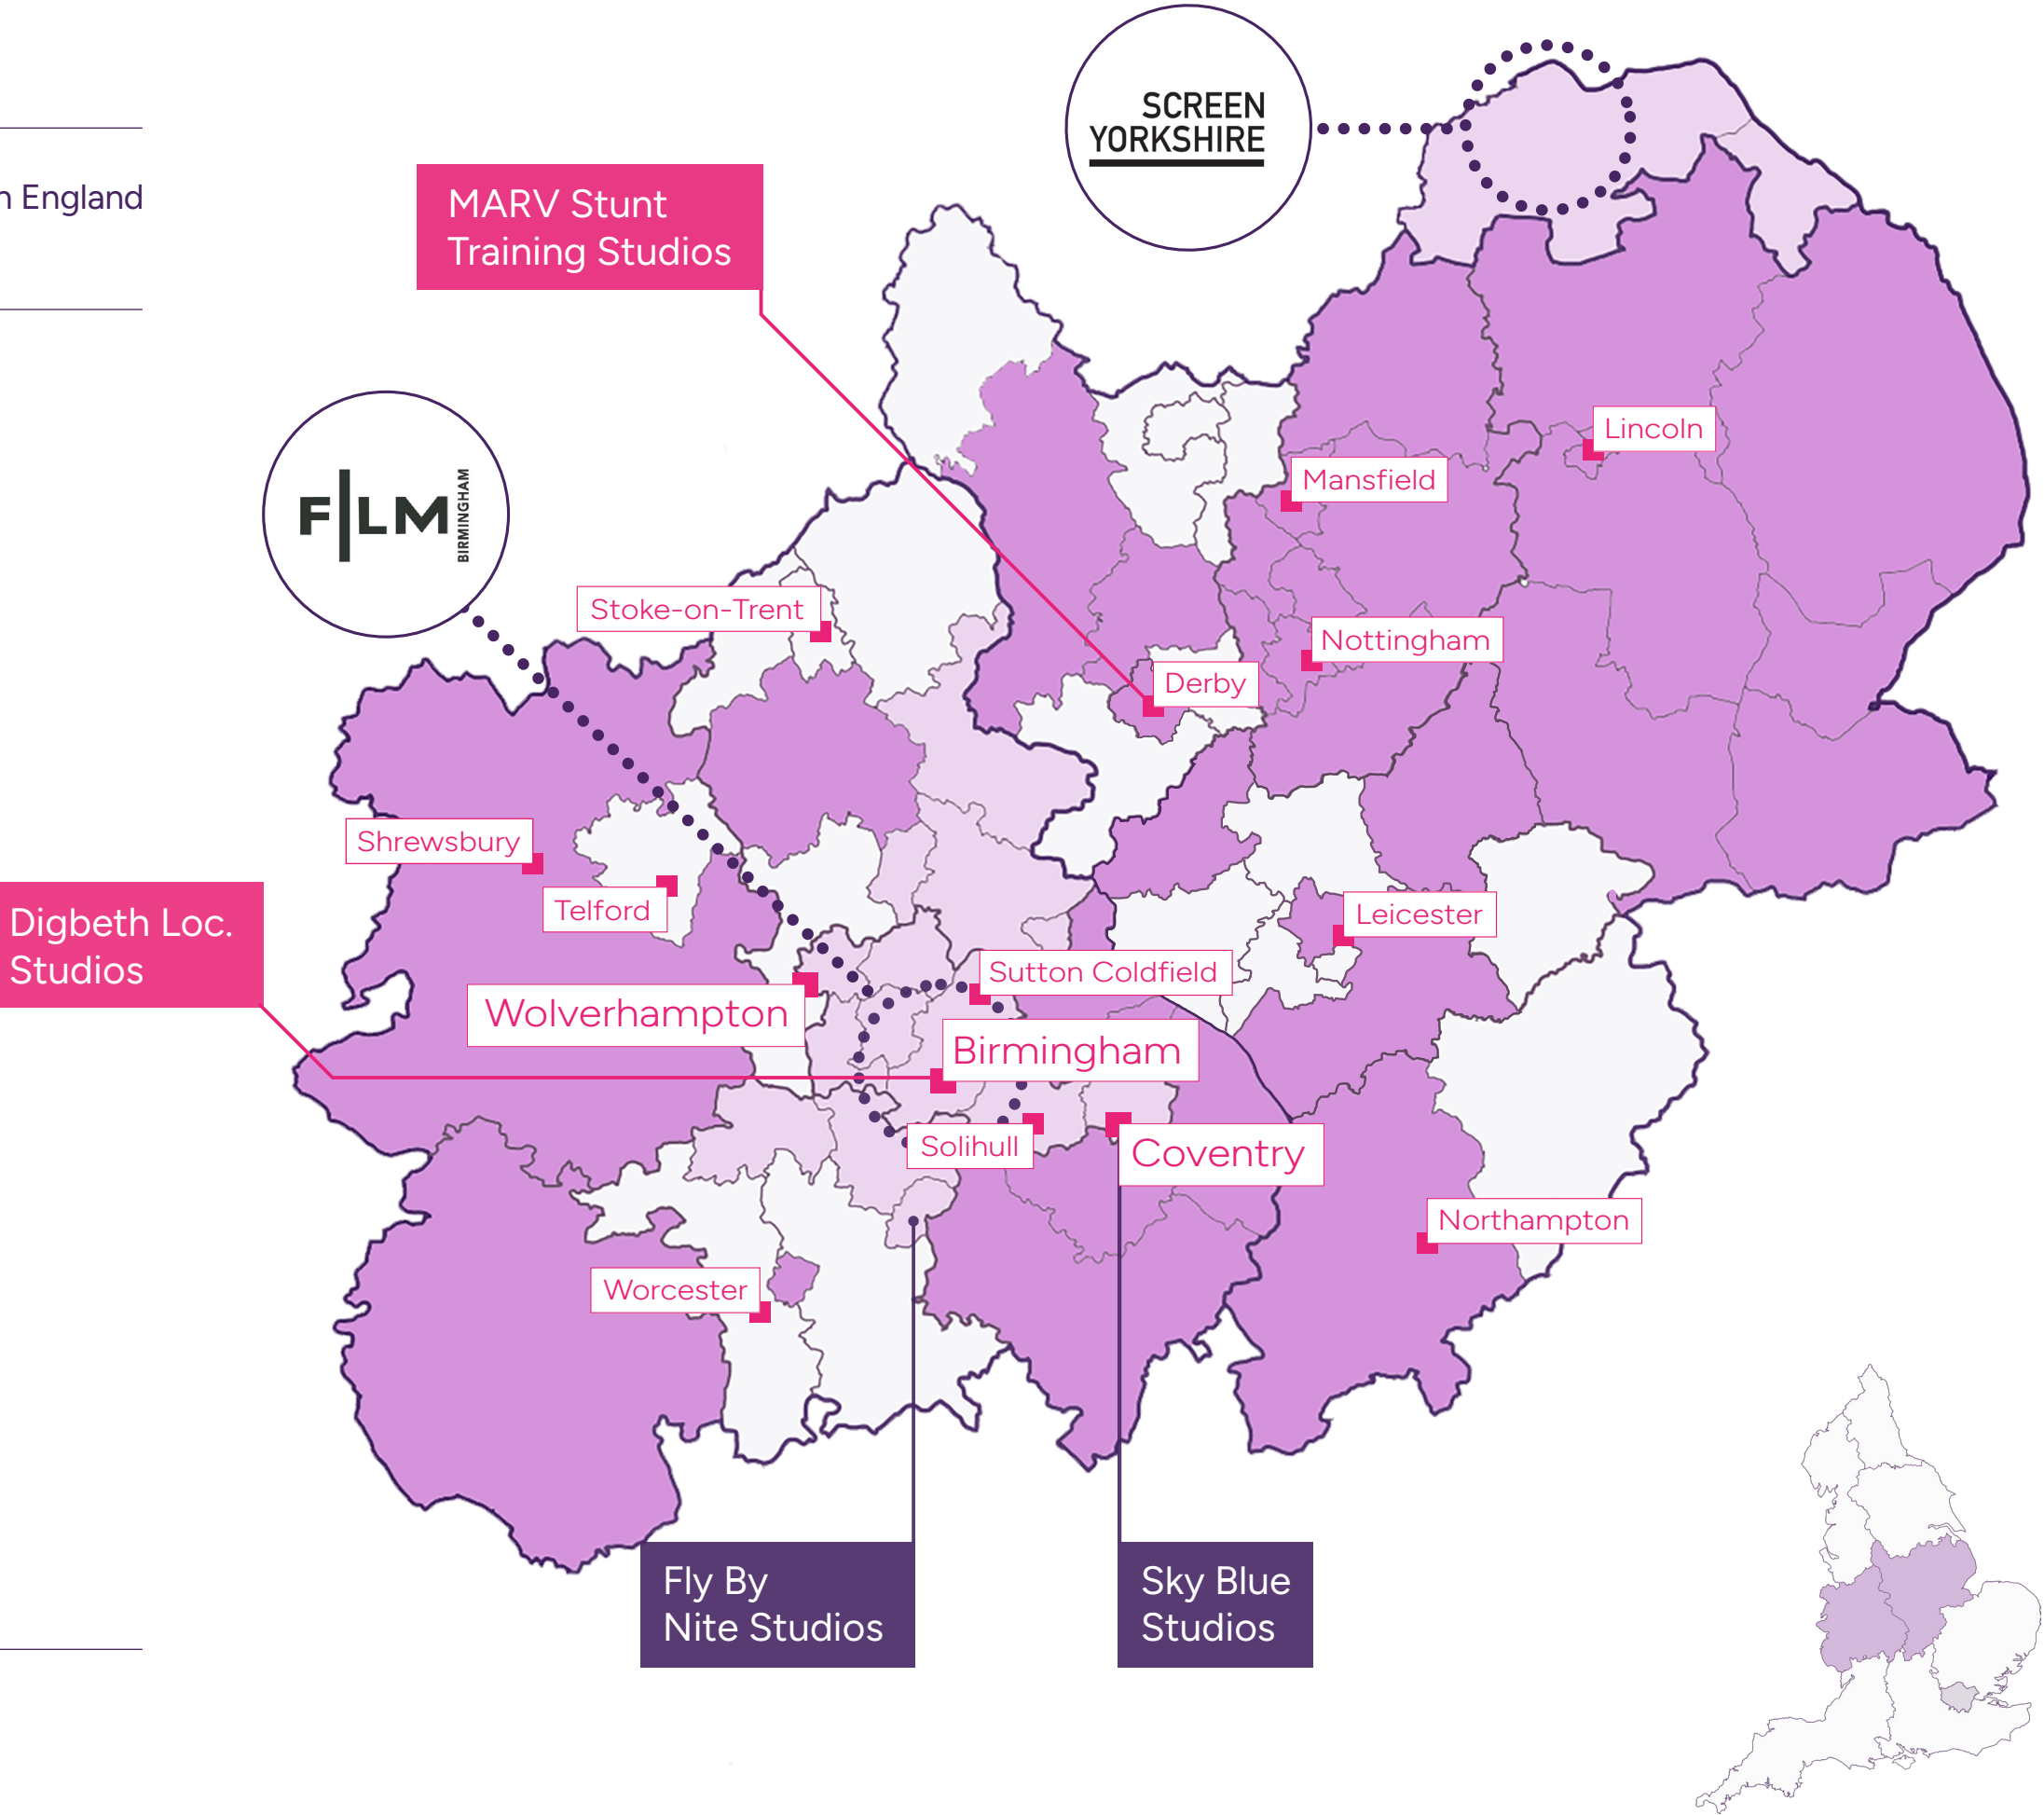 SCREEN
YORKSHIRE
n England
MARV Stunt
Training Studios
Lincoln
Mansfield
FILM
BIRMINGHAM
Stoke-on-Trent
Nottingham
Derby
Shrewsbury
Telford
Leicester
Digbeth Loc.
Studios
Sutton Coldfield
Wolverhampton
Birmingham
Solihull
Coventry
Northampton
Worcester
Fly By
Nite Studios
Sky Blue
Studios